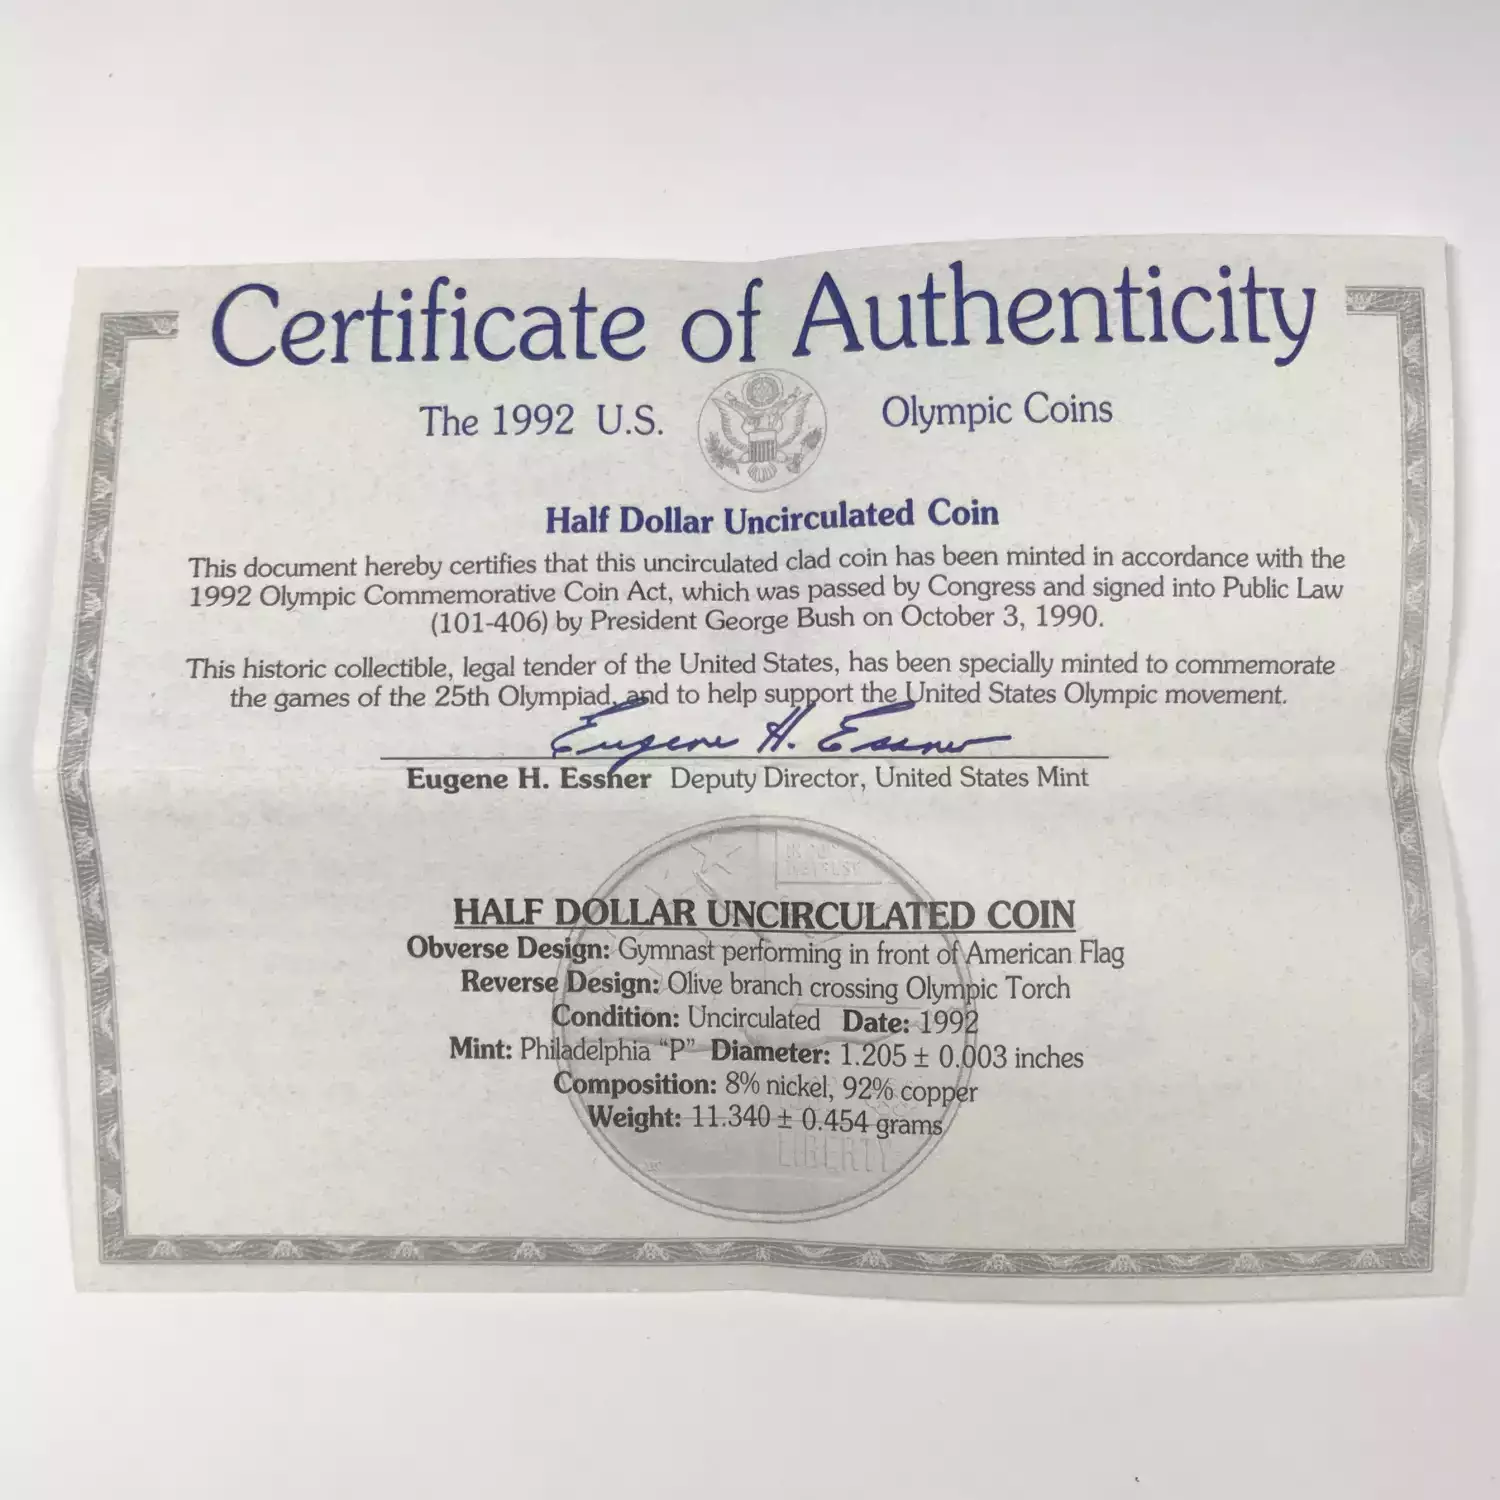 Certificate of Authenticity
The 1992 U.S. Olympic Coins
Half Dollar Uncirculated Coin
This document hereby certifies that this uncirculated clad coin has been minted in accordance with the
1992 Olympic Commemorative Coin Act, which was passed by Congress and signed into Public Law
(101-406) by President George Bush on October 3, 1990.
This historic collectible, legal tender of the United States, has been specially minted to commemorate
the games of the 25th Olympiad, and to help support the United States Olympic movement.
Eugene H. Essner
Eugene H. Essner Deputy Director, United States Mint
HALF DOLLAR UNCIRCULATED COIN
Obverse Design: Gymnast performing in front of American Flag
Reverse Design: Olive branch crossing Olympic Torch
Condition: Uncirculated Date: 1992
Mint: Philadelphia “P” Diameter: 1.205 ± 0.003 inches
Composition: 8% nickel, 92% copper
Weight: 11.340 ± 0.454 grams
LIBERTY